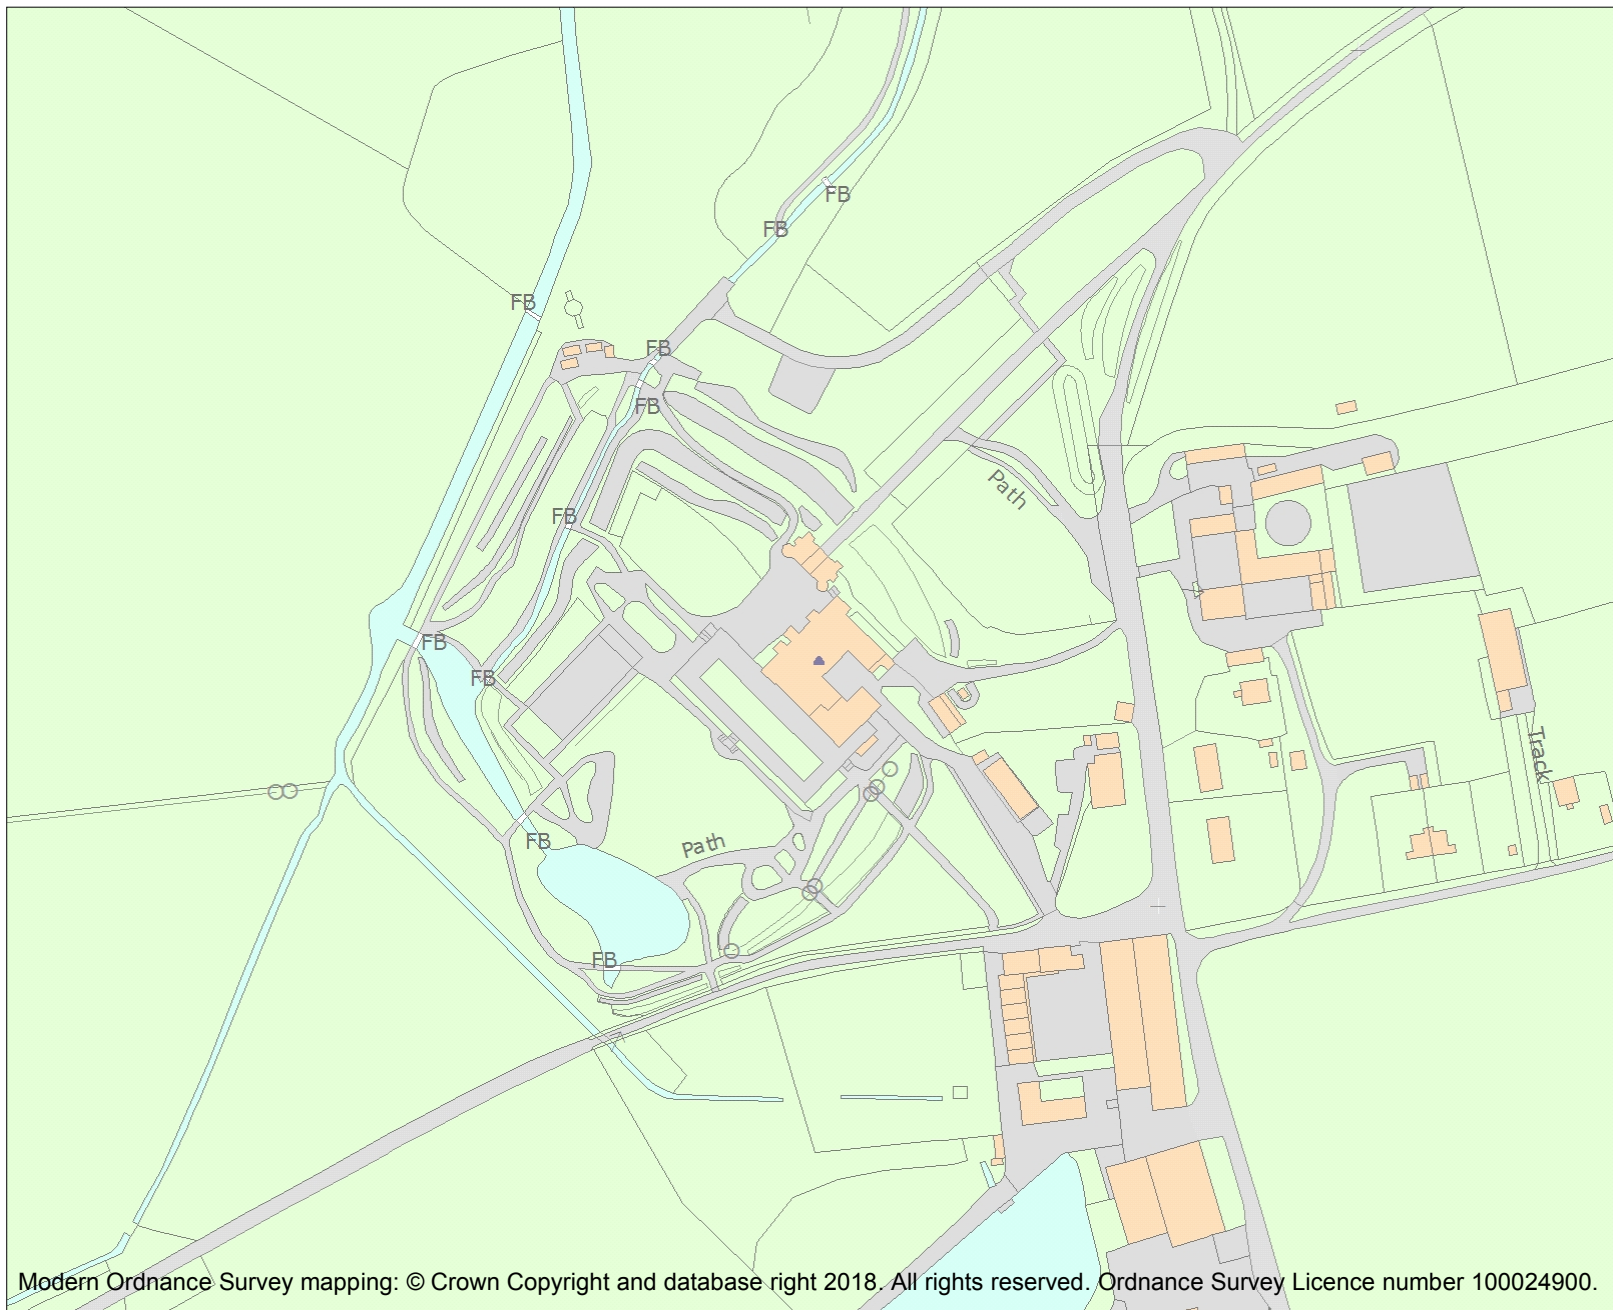 FB
FB
FB
FB
FB
Path
FB
FB
FB
Track
FB
Path
FB
Modern Ordnance Survey mapping: © Crown Copyright and database right 2018. All rights reserved. Ordnance Survey Licence number 100024900.